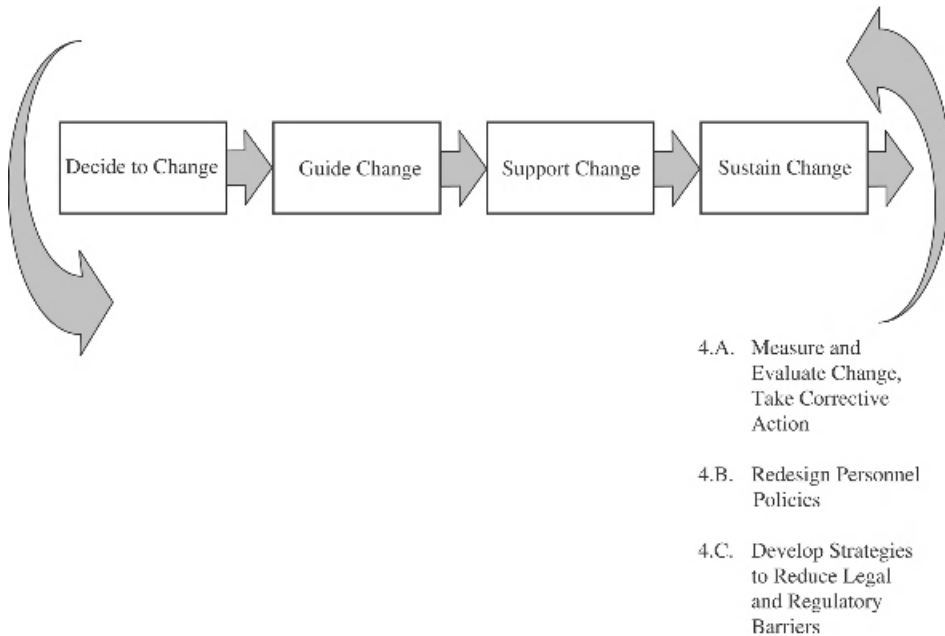 Decide to Change
Guide Change
Support Change
Sustain Change
4.A. Measure and
Evaluate Change,
Take Corrective
Action
4.B. Redesign Personnel
Policies
4.C. Develop Strategies
to Reduce Legal
and Regulatory
Barriers